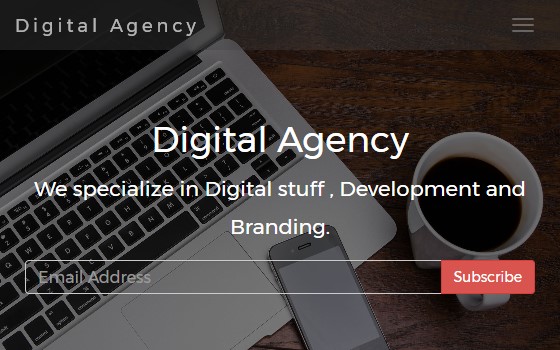 Digital Agency
Digital Agency
We specialize in Digital stuff , Development and
Branding.
Email Address
Subscribe